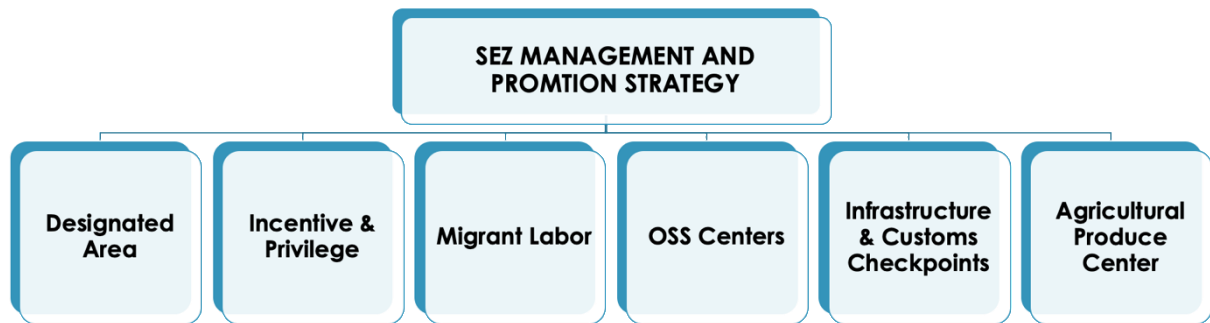 SEZ MANAGEMENT AND
PROMTION STRATEGY
Designated
Area
Incentive &
Privilege
Migrant Labor
OSS Centers
Infrastructure
& Customs
Checkpoints
Agricultural
Produce
Center